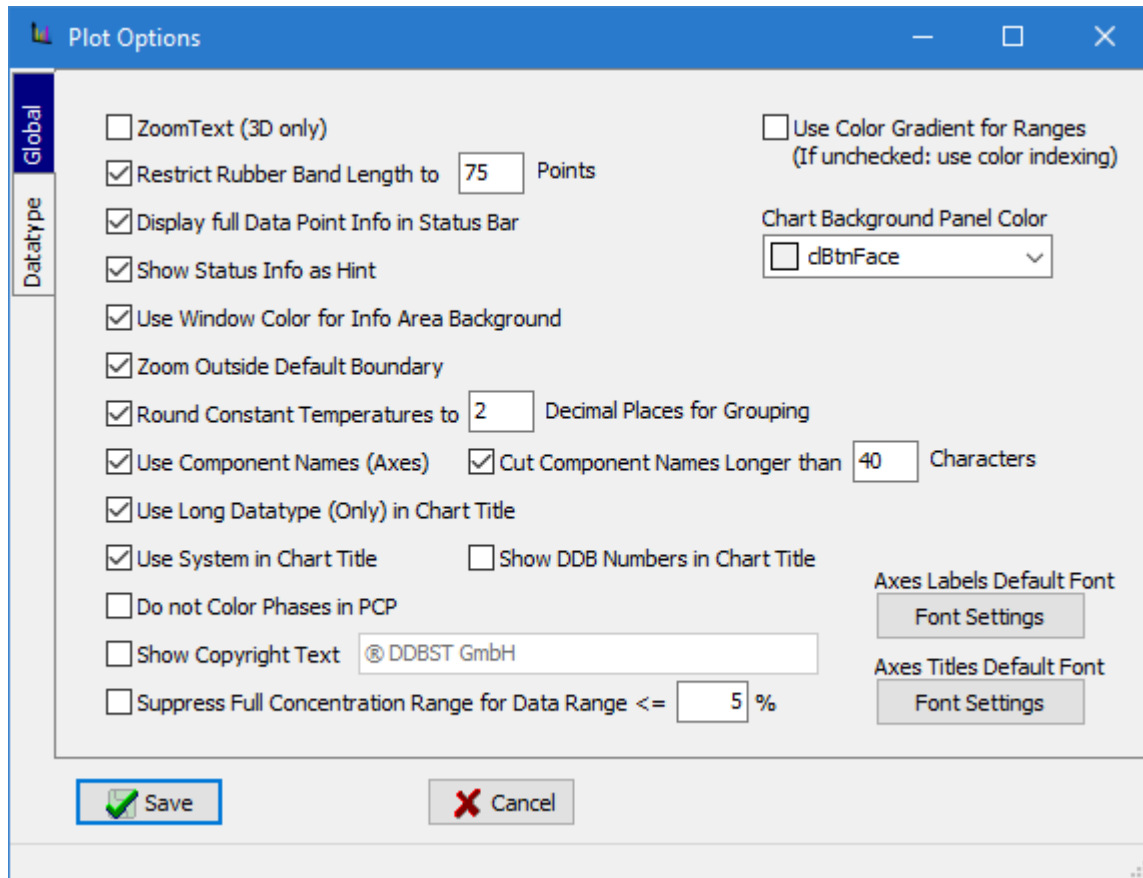 Plot Options
Global
Datatype
ZoomText (3D only)
Use Color Gradient for Ranges
(If unchecked: use color indexing)
Restrict Rubber Band Length to 75 Points
Display full Data Point Info in Status Bar
Chart Background Panel Color
clBtnFace
Show Status Info as Hint
Use Window Color for Info Area Background
Zoom Outside Default Boundary
Round Constant Temperatures to 2 Decimal Places for Grouping
Use Component Names (Axes) Cut Component Names Longer than 40 Characters
Use Long Datatype (Only) in Chart Title
Use System in Chart Title Show DDB Numbers in Chart Title
Axes Labels Default Font
Font Settings
Do not Color Phases in PCP
Show Copyright Text ® DDBST GmbH
Axes Titles Default Font
Font Settings
Suppress Full Concentration Range for Data Range <= 5 %
Save Cancel